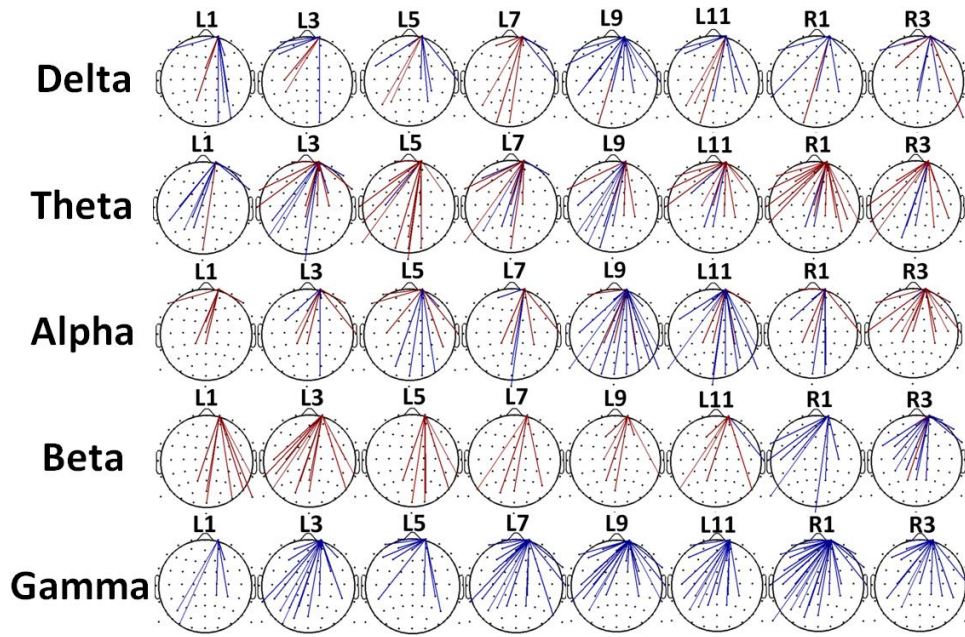 L1 L3 L5 L7 L9 L11 R1 R3
Delta
L1 L3 L5 L7 L9 L11 R1 R3
Theta
L1 L3 L5 L7 L9 L11 R1 R3
Alpha
L1 L3 L5 L7 L9 L11 R1 R3
Beta
L1 L3 L5 L7 L9 L11 R1 R3
Gamma